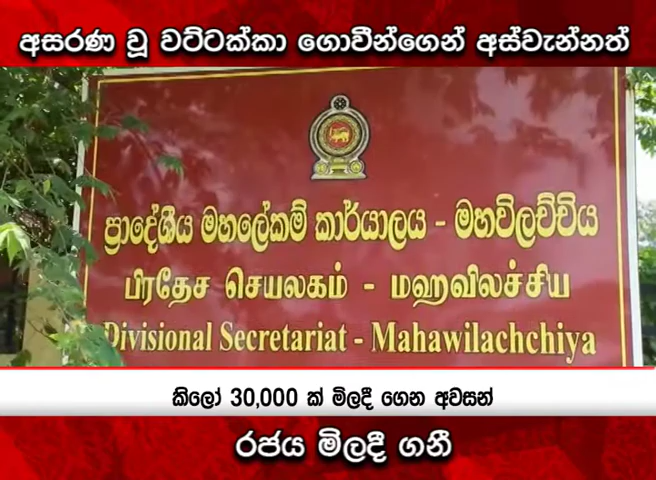 අසරණ වූ වට්ටක්කා ගොවීන්ගෙන් අස්වැන්නත්
ප්‍රාදේශීය මහලේකම් කාර්යාලය - මහවිලච්චිය
பிரதேச செயலகம் - மஹவிலச்சிய
Divisional Secretariat - Mahawilachchiya
කිලෝ 30,000 ක් මිලදී ගෙන අවසන්
රජය මිලදී ගනී